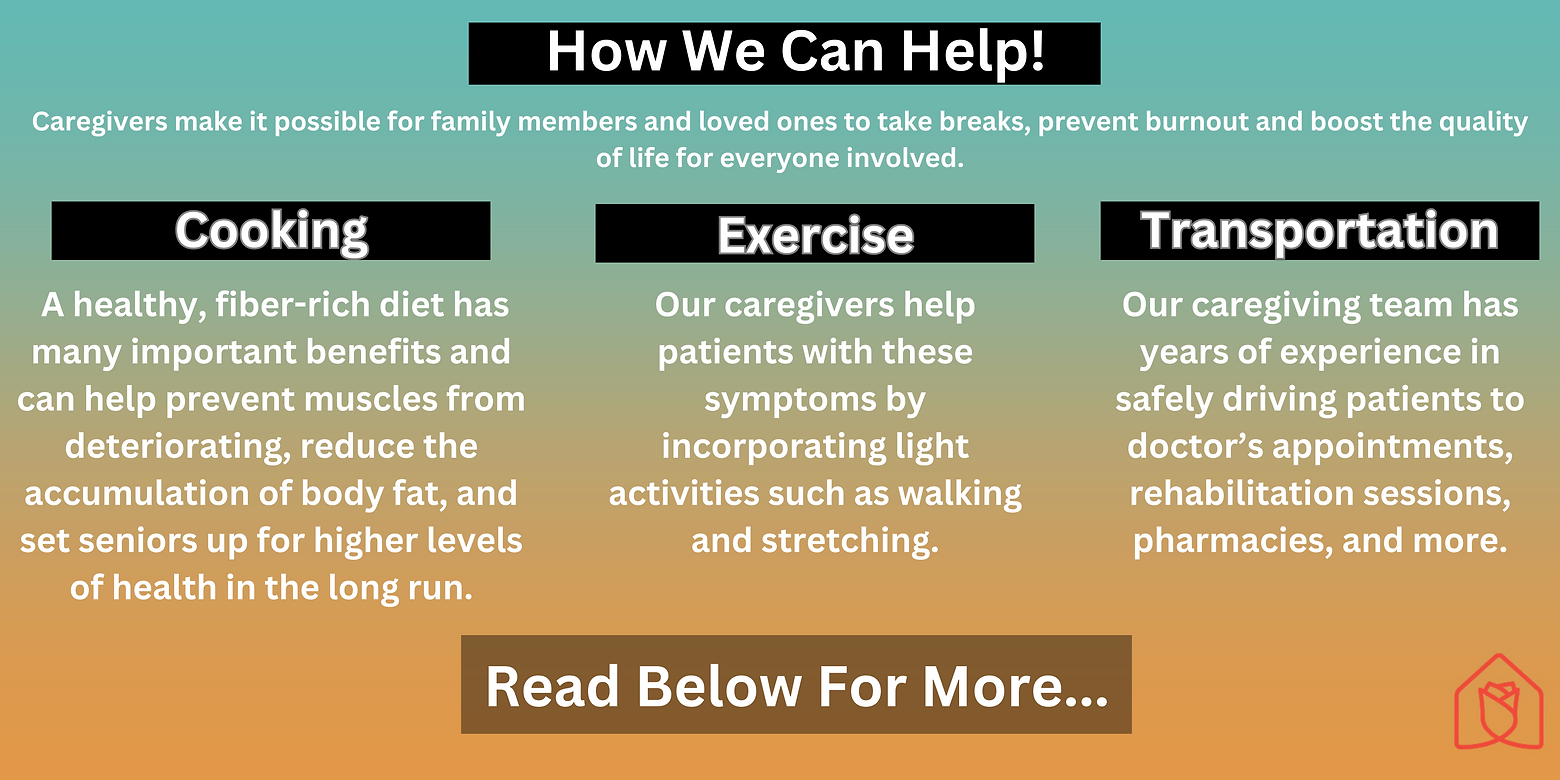 How We Can Help!
Caregivers make it possible for family members and loved ones to take breaks, prevent burnout and boost the quality
of life for everyone involved.
Cooking
A healthy, fiber-rich diet has
many important benefits and
can help prevent muscles from
deteriorating, reduce the
accumulation of body fat, and
set seniors up for higher levels
of health in the long run.
Exercise
Our caregivers help
patients with these
symptoms by
incorporating light
activities such as walking
and stretching.
Transportation
Our caregiving team has
years of experience in
safely driving patients to
doctor’s appointments,
rehabilitation sessions,
pharmacies, and more.
Read Below For More...